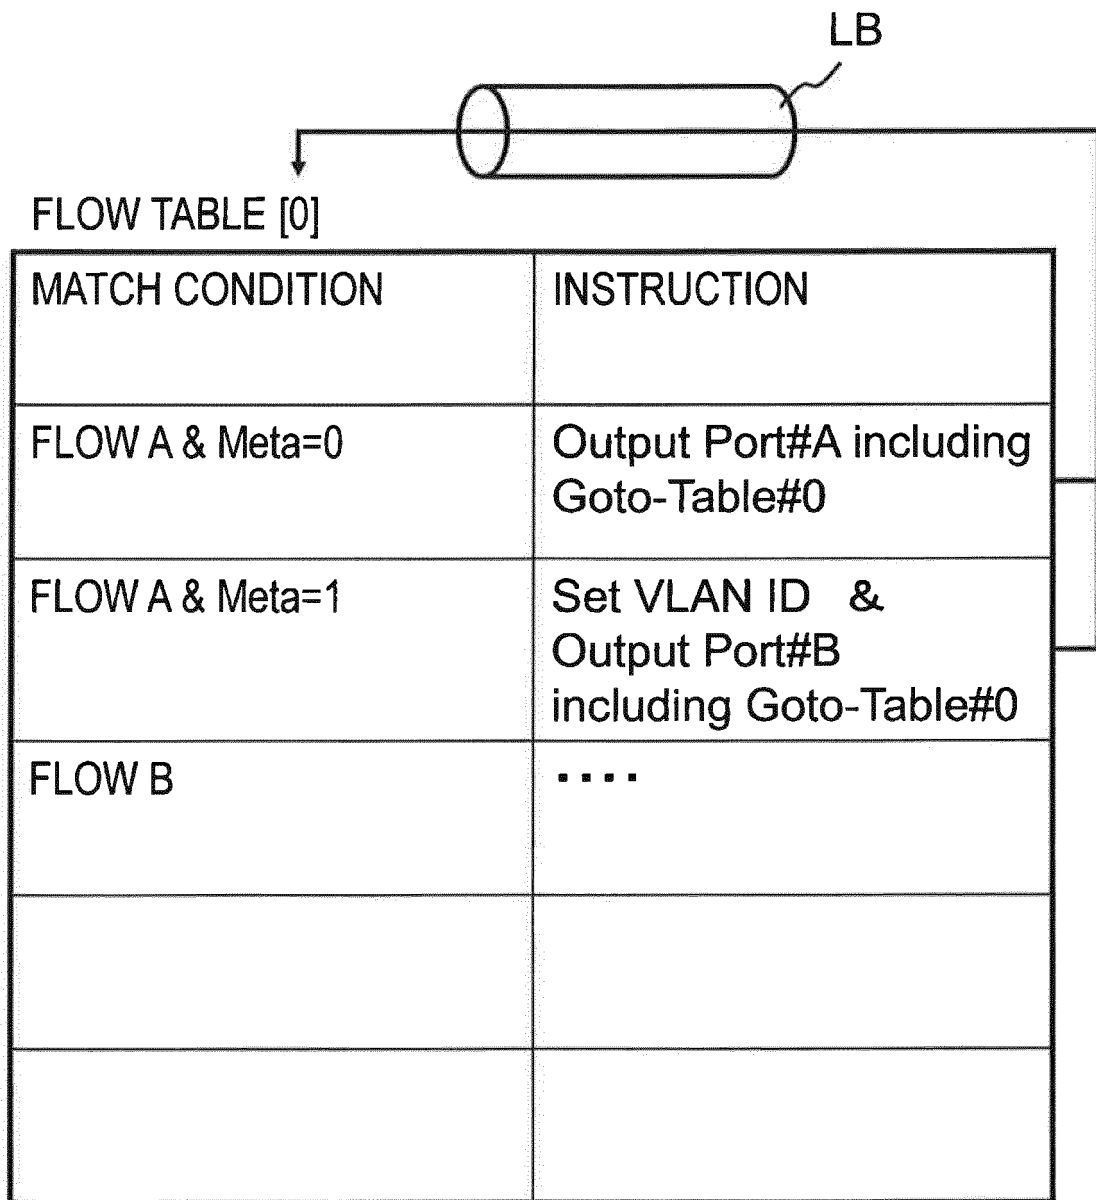 LB
FLOW TABLE [0]
MATCH CONDITION
INSTRUCTION
FLOW A & Meta=0
Output Port#A including
Goto-Table#0
FLOW A & Meta=1
Set VLAN ID &
Output Port#B
including Goto-Table#0
FLOW B
....